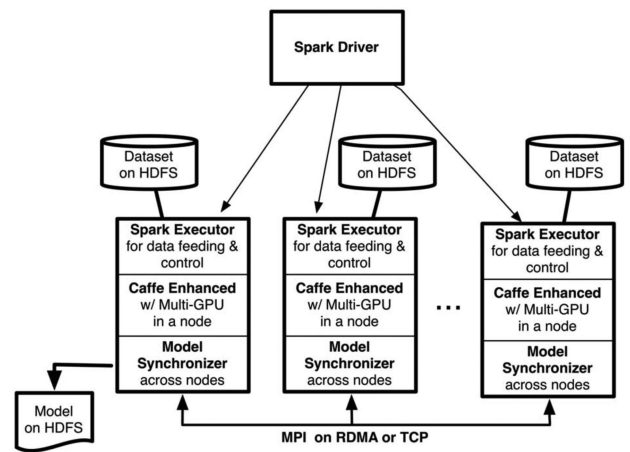 Spark Driver
Dataset
on HDFS
Dataset
on HDFS
Dataset
on HDFS
Spark Executor
for data feeding &
control
Caffe Enhanced
w/ Multi-GPU
in a node
Model
Synchronizer
across nodes
Spark Executor
for data feeding &
control
Caffe Enhanced
w/ Multi-GPU
in a node
Model
Synchronizer
across nodes
...
Spark Executor
for data feeding &
control
Caffe Enhanced
w/ Multi-GPU
in a node
Model
Synchronizer
across nodes
Model
on HDFS
MPI on RDMA or TCP